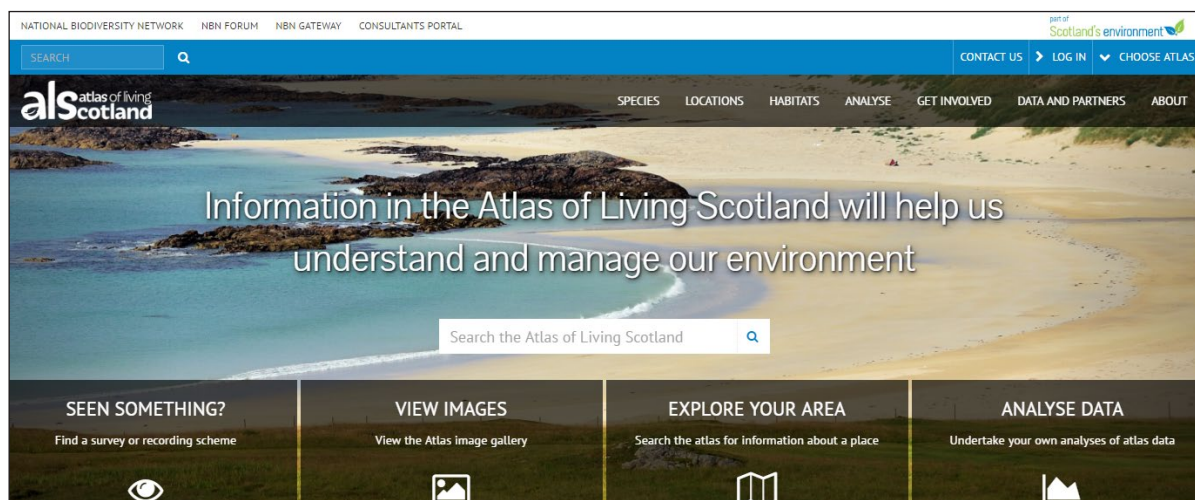 NATIONAL BIODIVERSITY NETWORK NBN FORUM NBN GATEWAY CONSULTANTS PORTAL
part of
Scotland's environment
SEARCH CONTACT US LOG IN CHOOSE ATLAS
als atlas of living Scotland SPECIES LOCATIONS HABITATS ANALYSE GET INVOLVED DATA AND PARTNERS ABOUT
Information in the Atlas of Living Scotland will help us
understand and manage our environment
Search the Atlas of Living Scotland
SEEN SOMETHING?
Find a survey or recording scheme
VIEW IMAGES
View the Atlas image gallery
EXPLORE YOUR AREA
Search the atlas for information about a place
ANALYSE DATA
Undertake your own analyses of atlas data